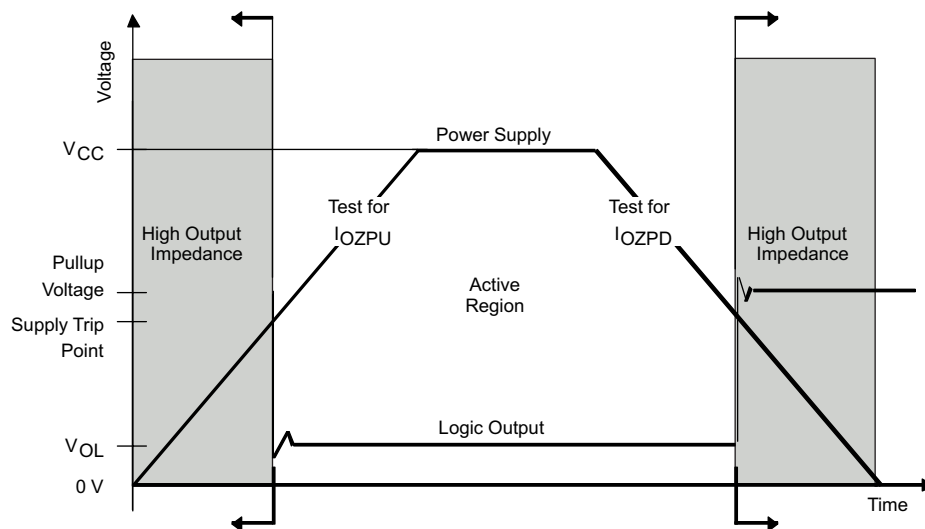 Voltage
VCC
Power Supply
Test for
IOZPU
Test for
IOZPD
High Output
Impedance
High Output
Impedance
Pullup
Voltage
Active
Region
Supply Trip
Point
Logic Output
VOL
0 V
Time